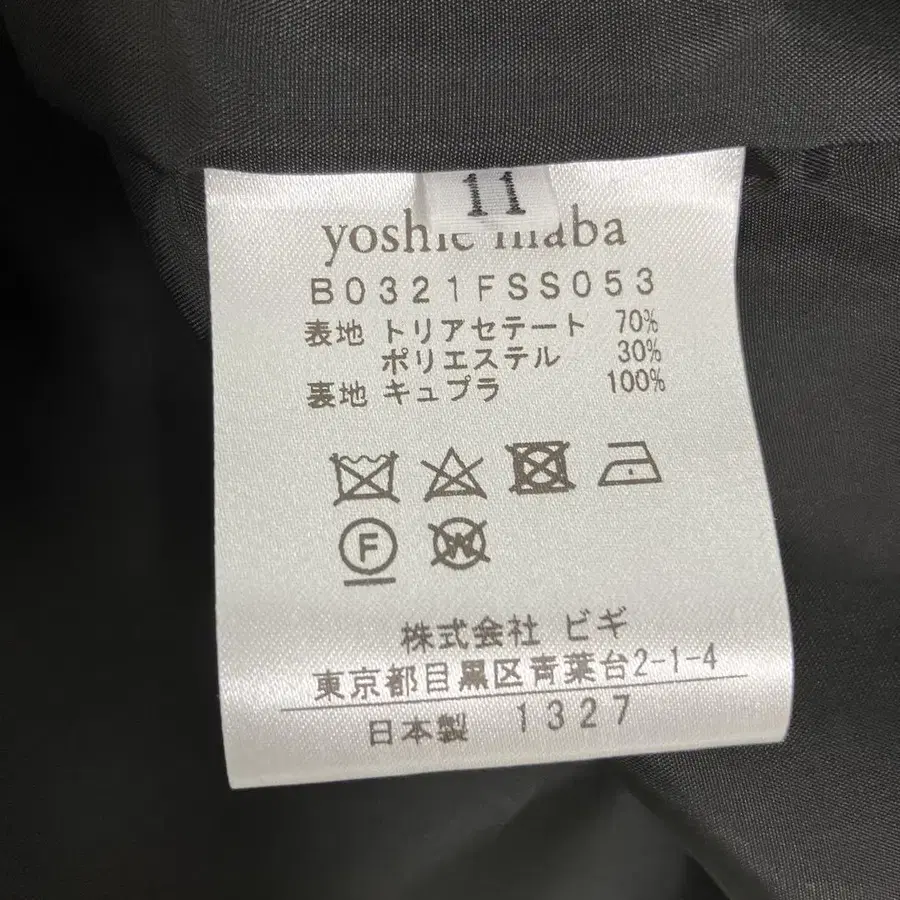 11
yoshie inaba
B0321FSS053
表地 トリアセテート 70%
ポリエステル 30%
裏地 キュプラ 100%
F W
株式会社 ビギ
東京都目黒区青葉台2-1-4
日本製 1327